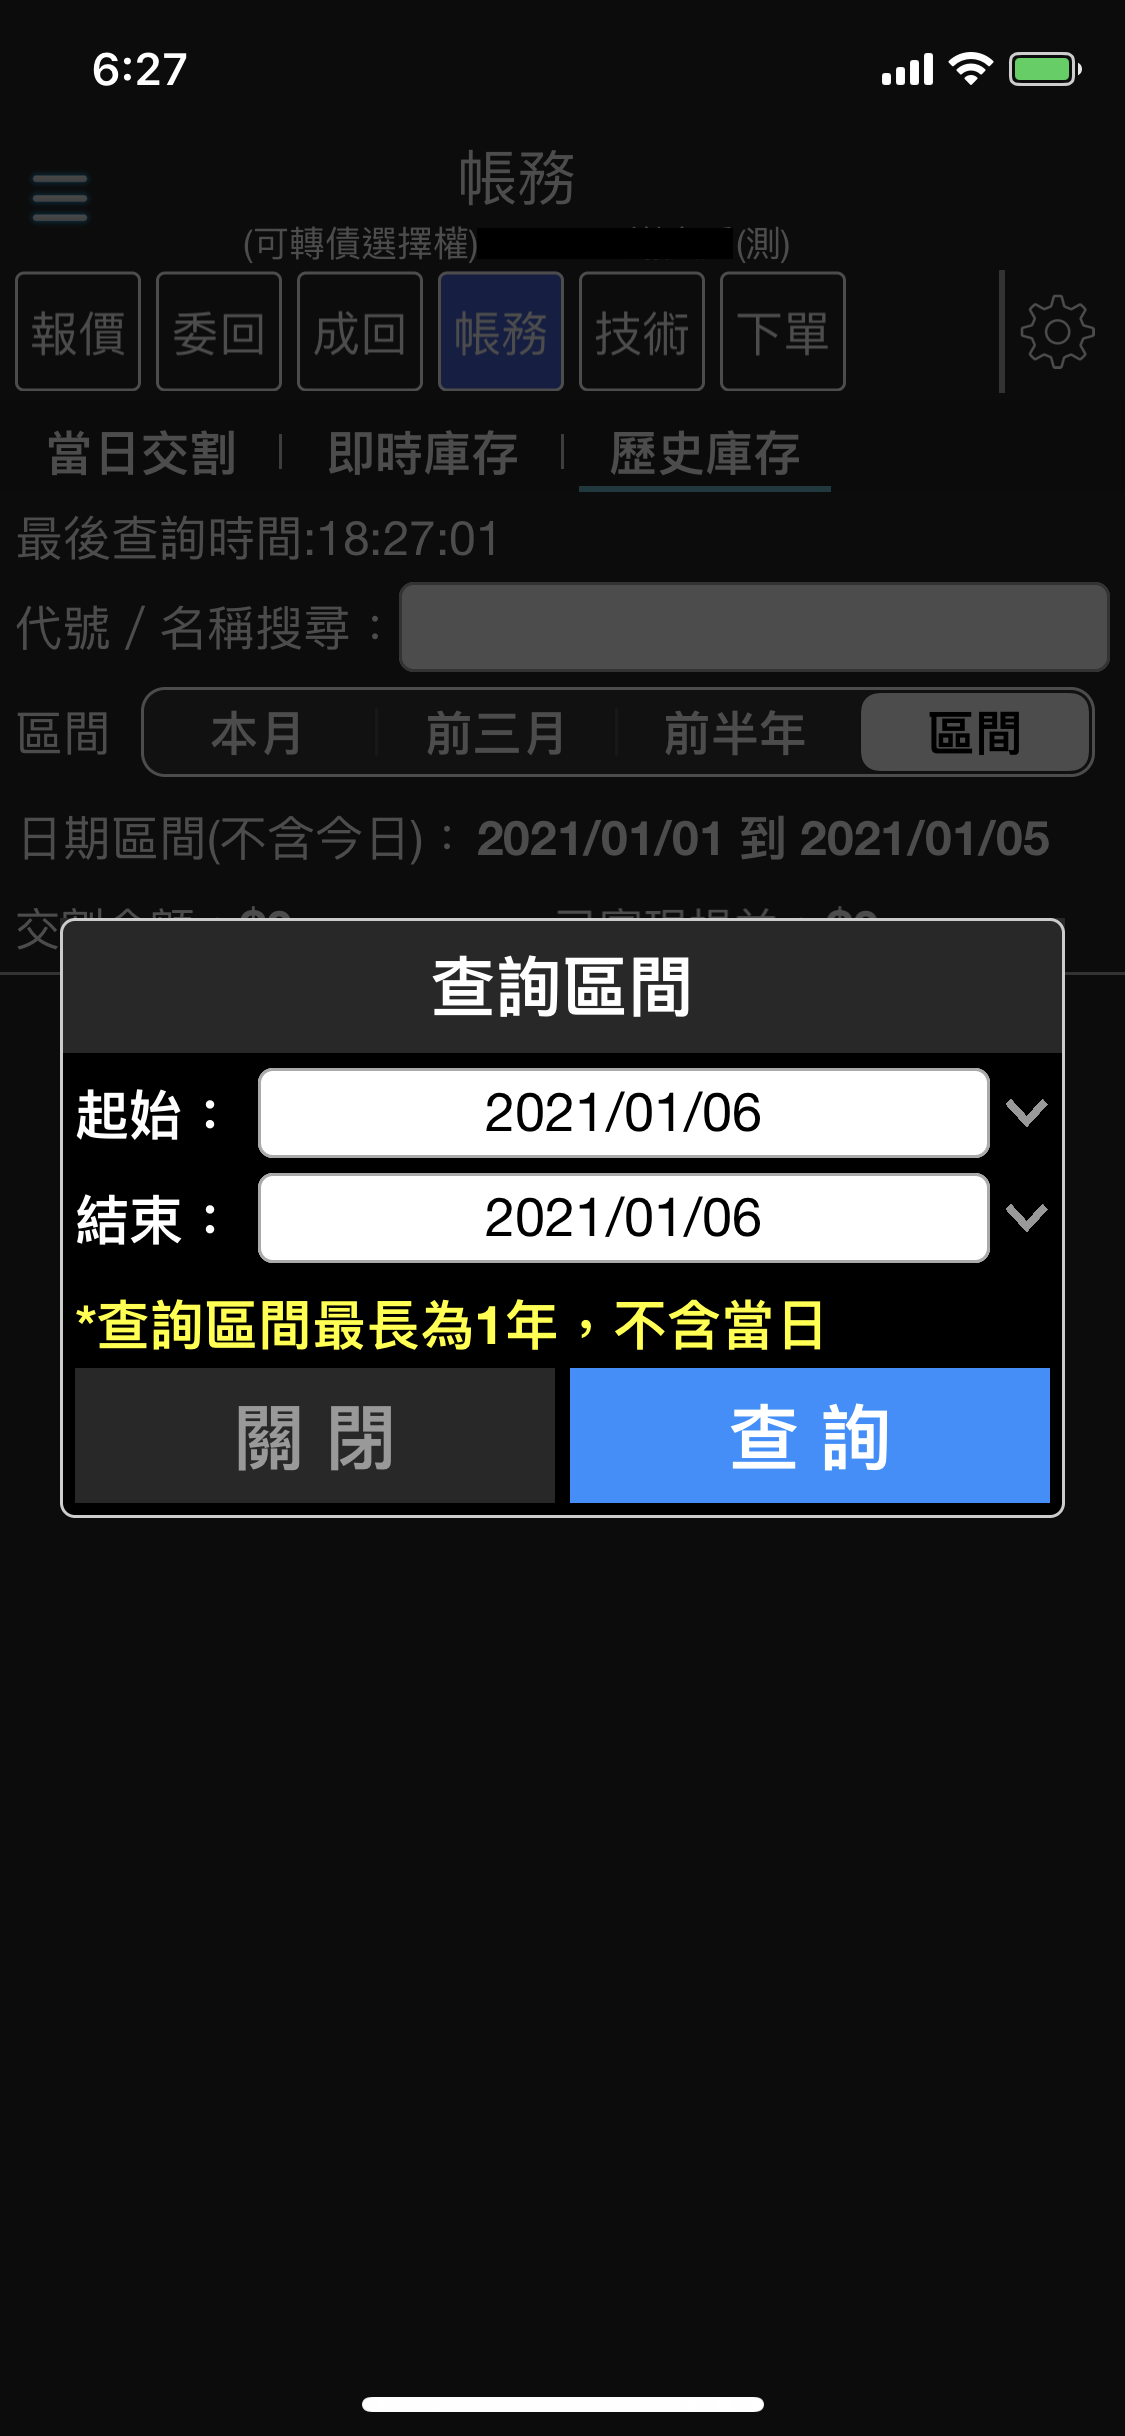 6:27
帳務
(可轉債選擇權) (測)
報價 委回 成回 帳務 技術 下單
當日交割 即時庫存 歷史庫存
最後查詢時間:18:27:01
代號 / 名稱搜尋：
區間 本月 前三月 前半年 區間
日期區間(不含今日)： 2021/01/01 到 2021/01/05
查詢區間
起始： 2021/01/06
結束： 2021/01/06
*查詢區間最長為1年，不含當日
關 閉 查 詢